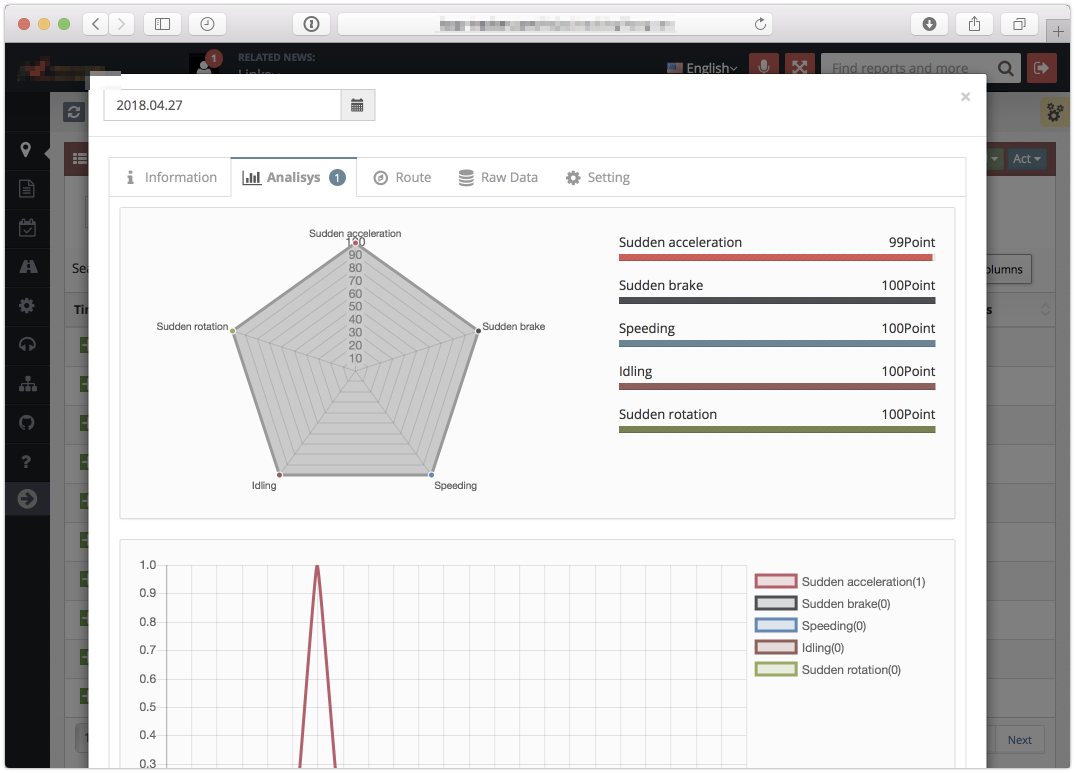 1
RELATED NEWS:
English
Find reports and more
2018.04.27
×
Act
Information
Analisys 1
Route
Raw Data
Setting
Sudden acceleration
100
90
80
70
60
50
40
30
20
10
Sudden rotation
Sudden brake
Idling
Speeding
Sudden acceleration 99Point
Sudden brake 100Point
Speeding 100Point
Idling 100Point
Sudden rotation 100Point
Sea
olumns
Tir
s
1.0
0.9
0.8
0.7
0.6
0.5
0.4
0.3
Sudden acceleration(1)
Sudden brake(0)
Speeding(0)
Idling(0)
Sudden rotation(0)
1
Next